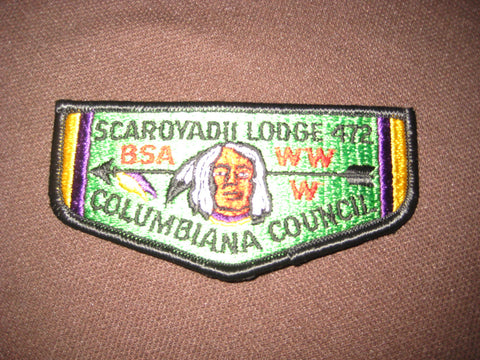 SCAROYADII LODGE 472
BSA WW
W
COLUMBIANA COUNCIL